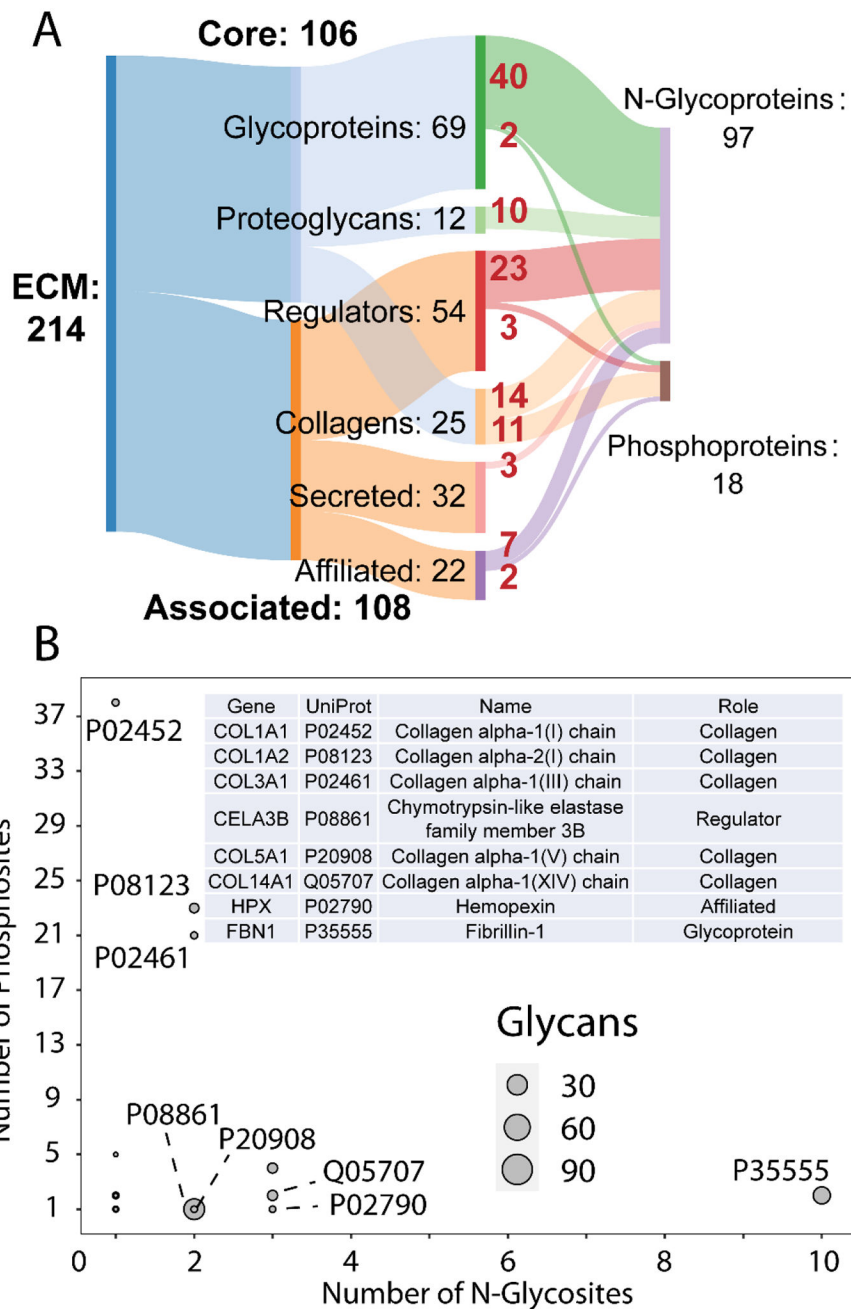 A
Core: 106
40
N-Glycoproteins:
97
Glycoproteins: 69
2
Proteoglycans: 12
10
ECM:
214
23
Regulators: 54
3
14
Collagens: 25
11
Phosphoproteins:
18
3
Secreted: 32
7
Affiliated: 22
2
Associated: 108
B
Number of Phosphosites
37
33
29
25
21
17
13
9
5
1
P02452
Gene UniProt Name Role
COL1A1 P02452 Collagen alpha-1(I) chain Collagen
COL1A2 P08123 Collagen alpha-2(I) chain Collagen
COL3A1 P02461 Collagen alpha-1(III) chain Collagen
CELA3B P08861 Chymotrypsin-like elastase family member 3B Regulator
COL5A1 P20908 Collagen alpha-1(V) chain Collagen
COL14A1 Q05707 Collagen alpha-1(XIV) chain Collagen
HPX P02790 Hemopexin Affiliated
FBN1 P35555 Fibrillin-1 Glycoprotein
P08123
P02461
Glycans
30
60
90
P08861
P20908
Q05707
P02790
P35555
0 2 4 6 8 10
Number of N-Glycosites